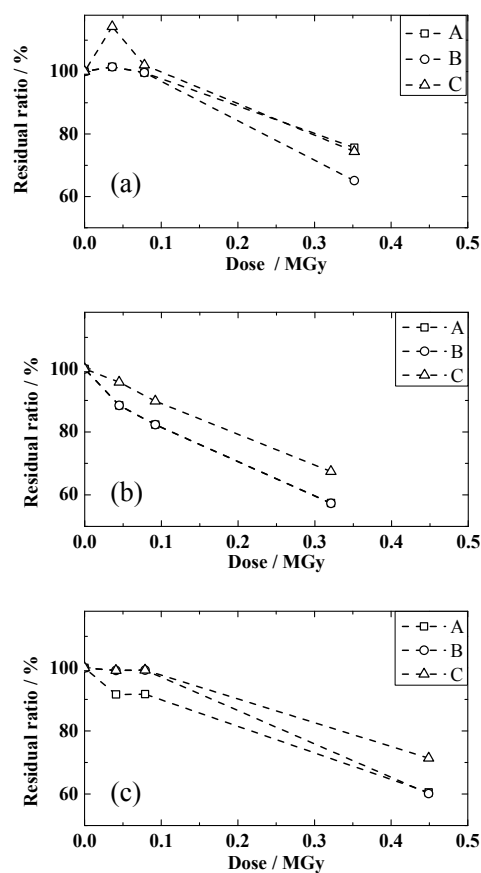 A
B
C
100
80
60
Residual ratio / %
(a)
0.0 0.1 0.2 0.3 0.4 0.5
Dose / MGy
A
B
C
100
80
60
Residual ratio / %
(b)
0.0 0.1 0.2 0.3 0.4 0.5
Dose / MGy
A
B
C
100
80
60
Residual ratio / %
(c)
0.0 0.1 0.2 0.3 0.4 0.5
Dose / MGy